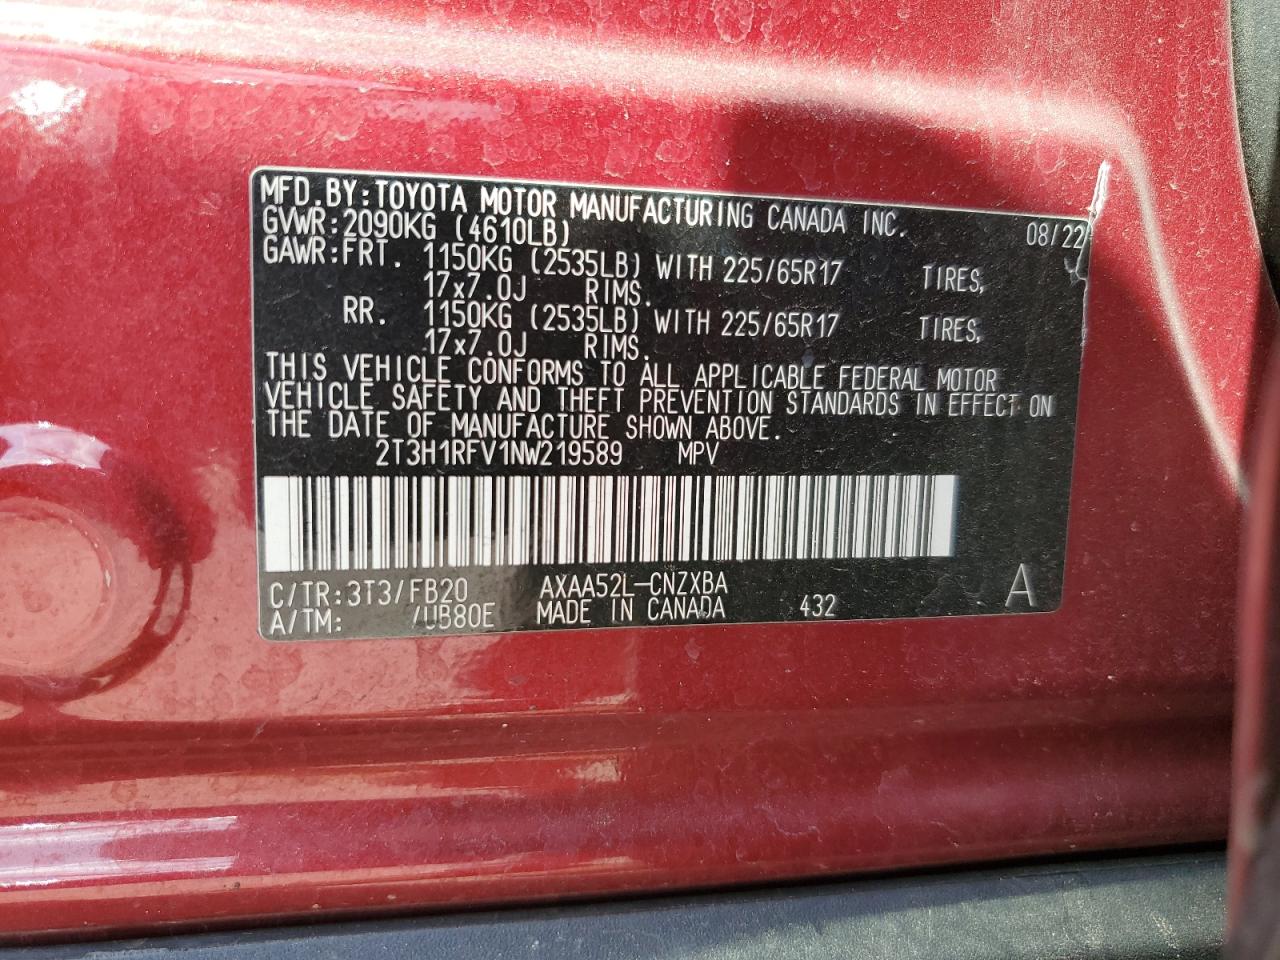 MFD.BY:TOYOTA MOTOR MANUFACTURING CANADA INC.
GVWR:2090KG (4610LB) 08/22
GAWR:FRT. 1150KG (2535LB) WITH 225/65R17 TIRES,
17x7.0J RIMS.
RR. 1150KG (2535LB) WITH 225/65R17 TIRES,
17x7.0J RIMS.
THIS VEHICLE CONFORMS TO ALL APPLICABLE FEDERAL MOTOR
VEHICLE SAFETY AND THEFT PREVENTION STANDARDS IN EFFECT ON
THE DATE OF MANUFACTURE SHOWN ABOVE.
2T3H1RFV1NW219589 MPV
C/TR:3T3/FB20 AXAA52L-CNZXBA A
A/TM: /UB80E MADE IN CANADA 432